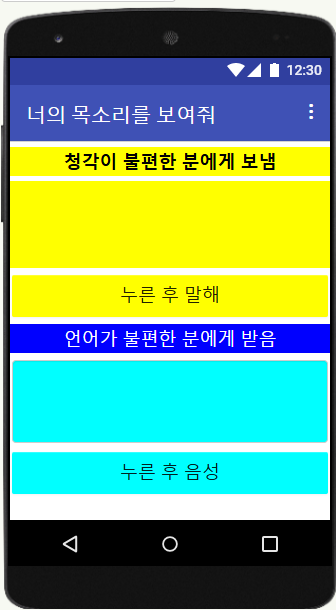 12:30
너의 목소리를 보여줘
청각이 불편한 분에게 보냄
누른 후 말해
언어가 불편한 분에게 받음
누른 후 음성